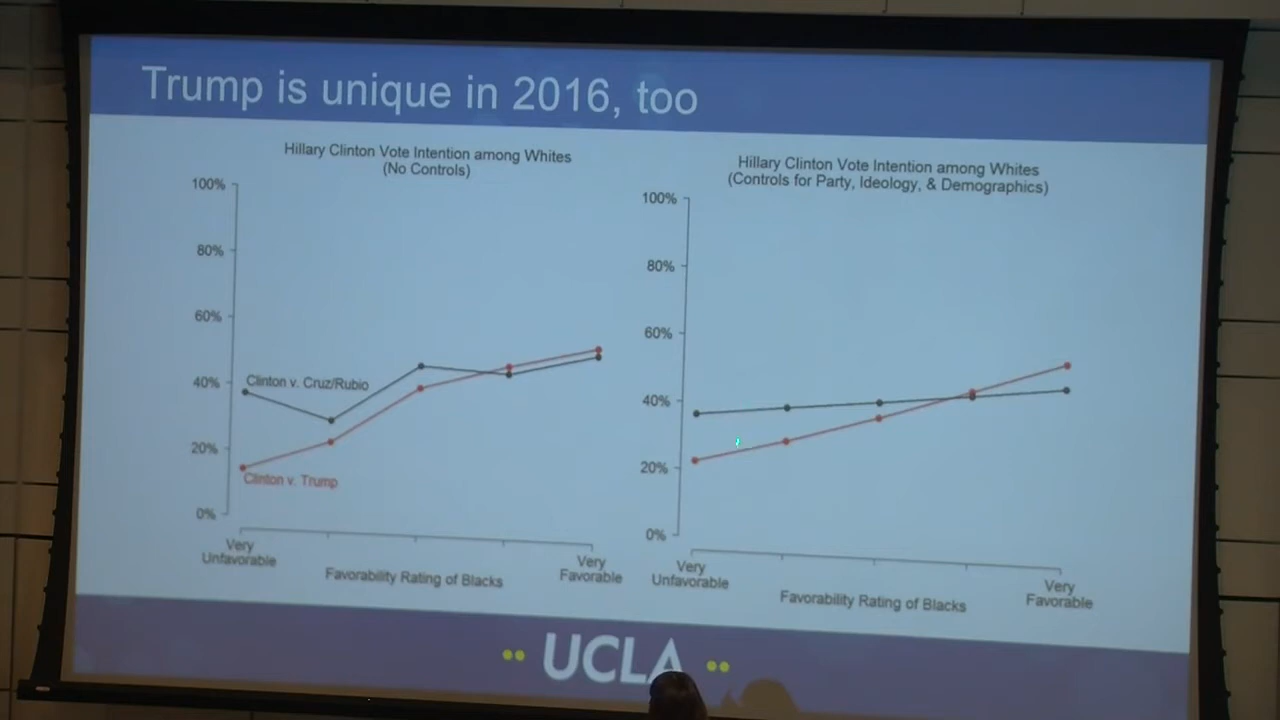 Trump is unique in 2016, too
Hillary Clinton Vote Intention among Whites
(No Controls)
100%
80%
60%
40%
20%
0%
Clinton v. Cruz/Rubio
Clinton v. Trump
Very
Unfavorable
Favorability Rating of Blacks
Very
Favorable
Hillary Clinton Vote Intention among Whites
(Controls for Party, Ideology, & Demographics)
100%
80%
60%
40%
20%
0%
Very
Unfavorable
Favorability Rating of Blacks
Very
Favorable
UCLA